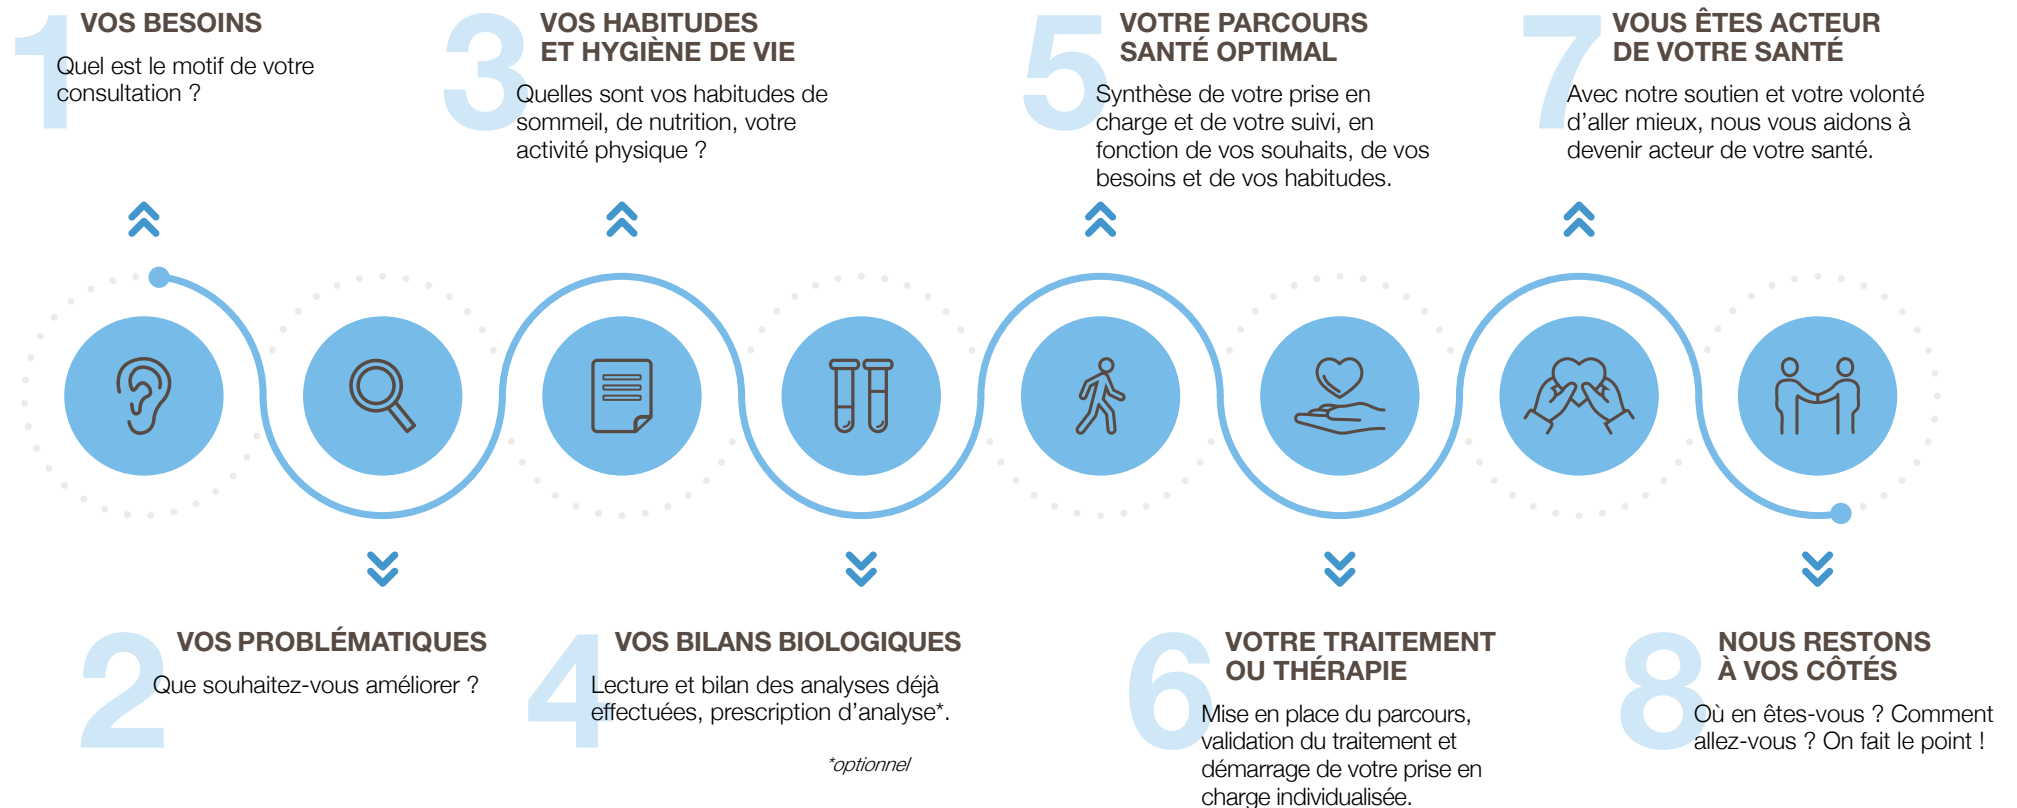 1
VOS BESOINS
Quel est le motif de votre
consultation ?
3
VOS HABITUDES
ET HYGIÈNE DE VIE
Quelles sont vos habitudes de
sommeil, de nutrition, votre
activité physique ?
5
VOTRE PARCOURS
SANTÉ OPTIMAL
Synthèse de votre prise en
charge et de votre suivi, en
fonction de vos souhaits, de vos
besoins et de vos habitudes.
7
VOUS ÊTES ACTEUR
DE VOTRE SANTÉ
Avec notre soutien et votre volonté
d’aller mieux, nous vous aidons à
devenir acteur de votre santé.
2
VOS PROBLÉMATIQUES
Que souhaitez-vous améliorer ?
4
VOS BILANS BIOLOGIQUES
Lecture et bilan des analyses déjà
effectuées, prescription d’analyse*.
*optionnel
6
VOTRE TRAITEMENT
OU THÉRAPIE
Mise en place du parcours,
validation du traitement et
démarrage de votre prise en
charge individualisée.
8
NOUS RESTONS
À VOS CÔTÉS
Où en êtes-vous ? Comment
allez-vous ? On fait le point !